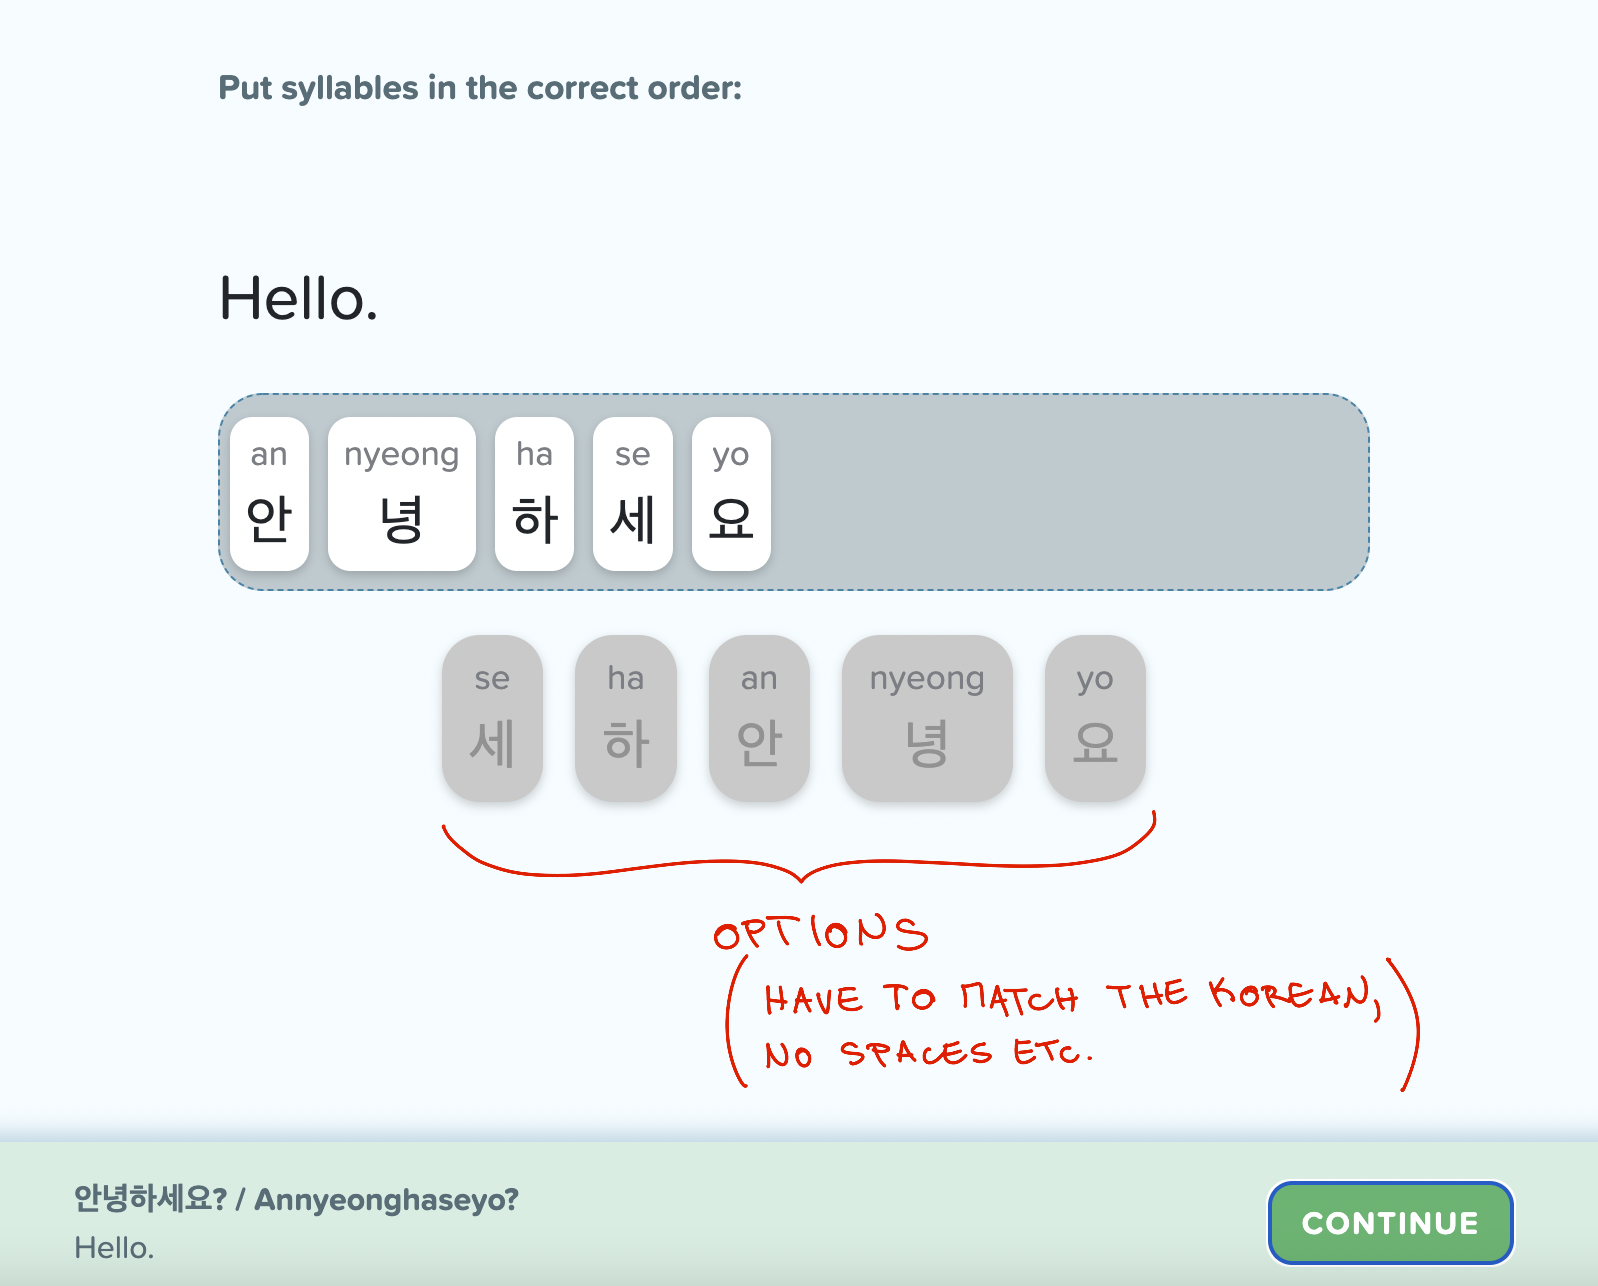 Put syllables in the correct order:
Hello.
an nyeong ha se yo
안 녕 하 세 요
se ha an nyeong yo
세 하 안 녕 요
OPTIONS
(HAVE TO MATCH THE KOREAN,
NO SPACES ETC.)
안녕하세요? / Annyeonghaseyo?
Hello.
CONTINUE